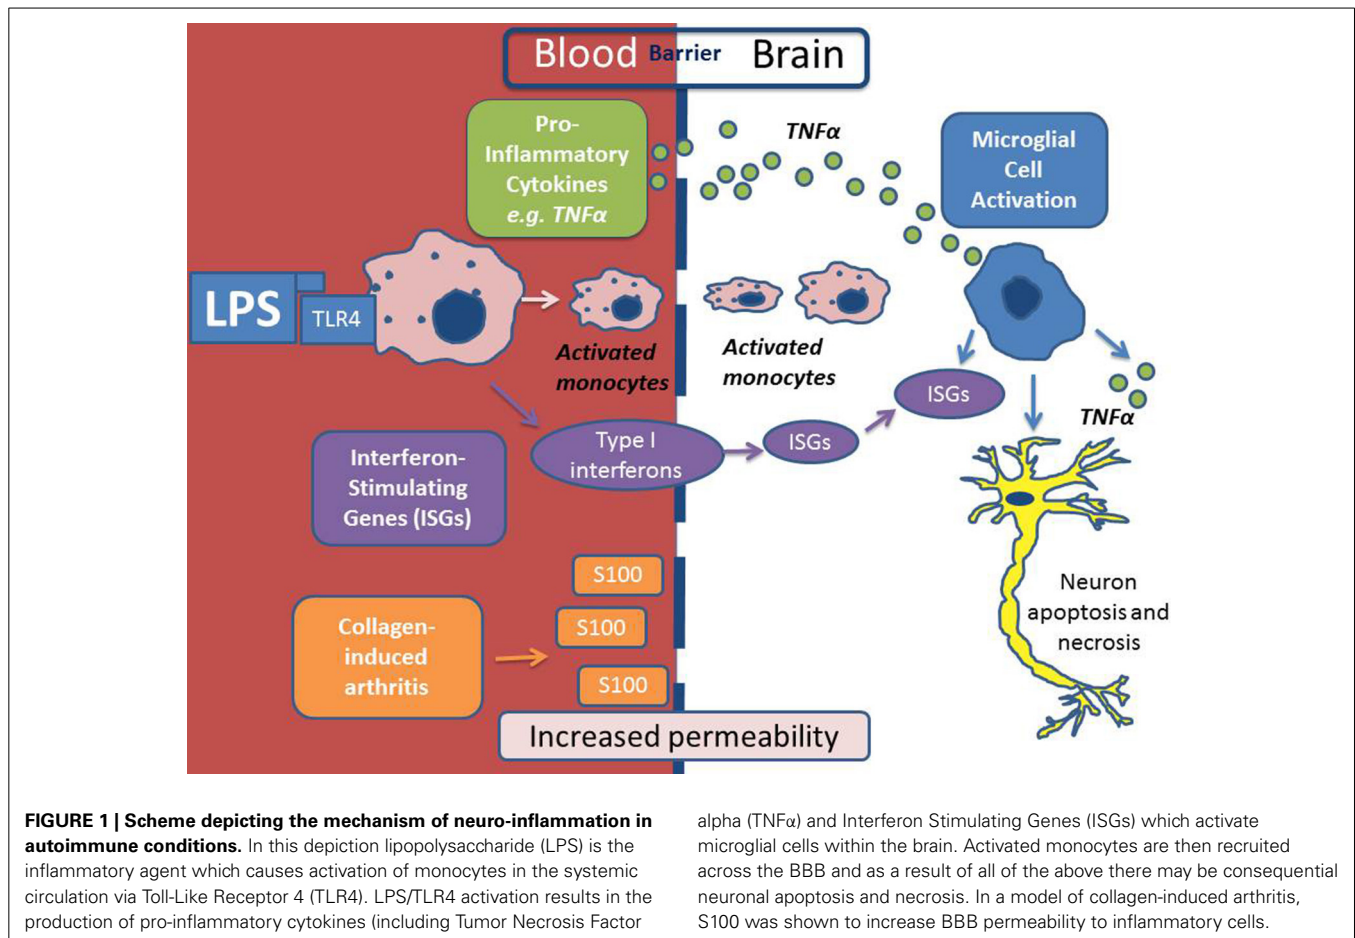 Blood Barrier Brain
Pro-
Inflammatory
Cytokines
e.g. TNFα
TNFα
Microglial
Cell
Activation
LPS
TLR4
Activated
monocytes
Activated
monocytes
ISGs
TNFα
Type I
interferons
ISGs
Interferon-
Stimulating
Genes (ISGs)
S100
S100
S100
Collagen-
induced
arthritis
Neuron
apoptosis and
necrosis
Increased permeability
FIGURE 1 | Scheme depicting the mechanism of neuro-inflammation in
autoimmune conditions. In this depiction lipopolysaccharide (LPS) is the
inflammatory agent which causes activation of monocytes in the systemic
circulation via Toll-Like Receptor 4 (TLR4). LPS/TLR4 activation results in the
production of pro-inflammatory cytokines (including Tumor Necrosis Factor
alpha (TNFα) and Interferon Stimulating Genes (ISGs) which activate
microglial cells within the brain. Activated monocytes are then recruited
across the BBB and as a result of all of the above there may be consequential
neuronal apoptosis and necrosis. In a model of collagen-induced arthritis,
S100 was shown to increase BBB permeability to inflammatory cells.